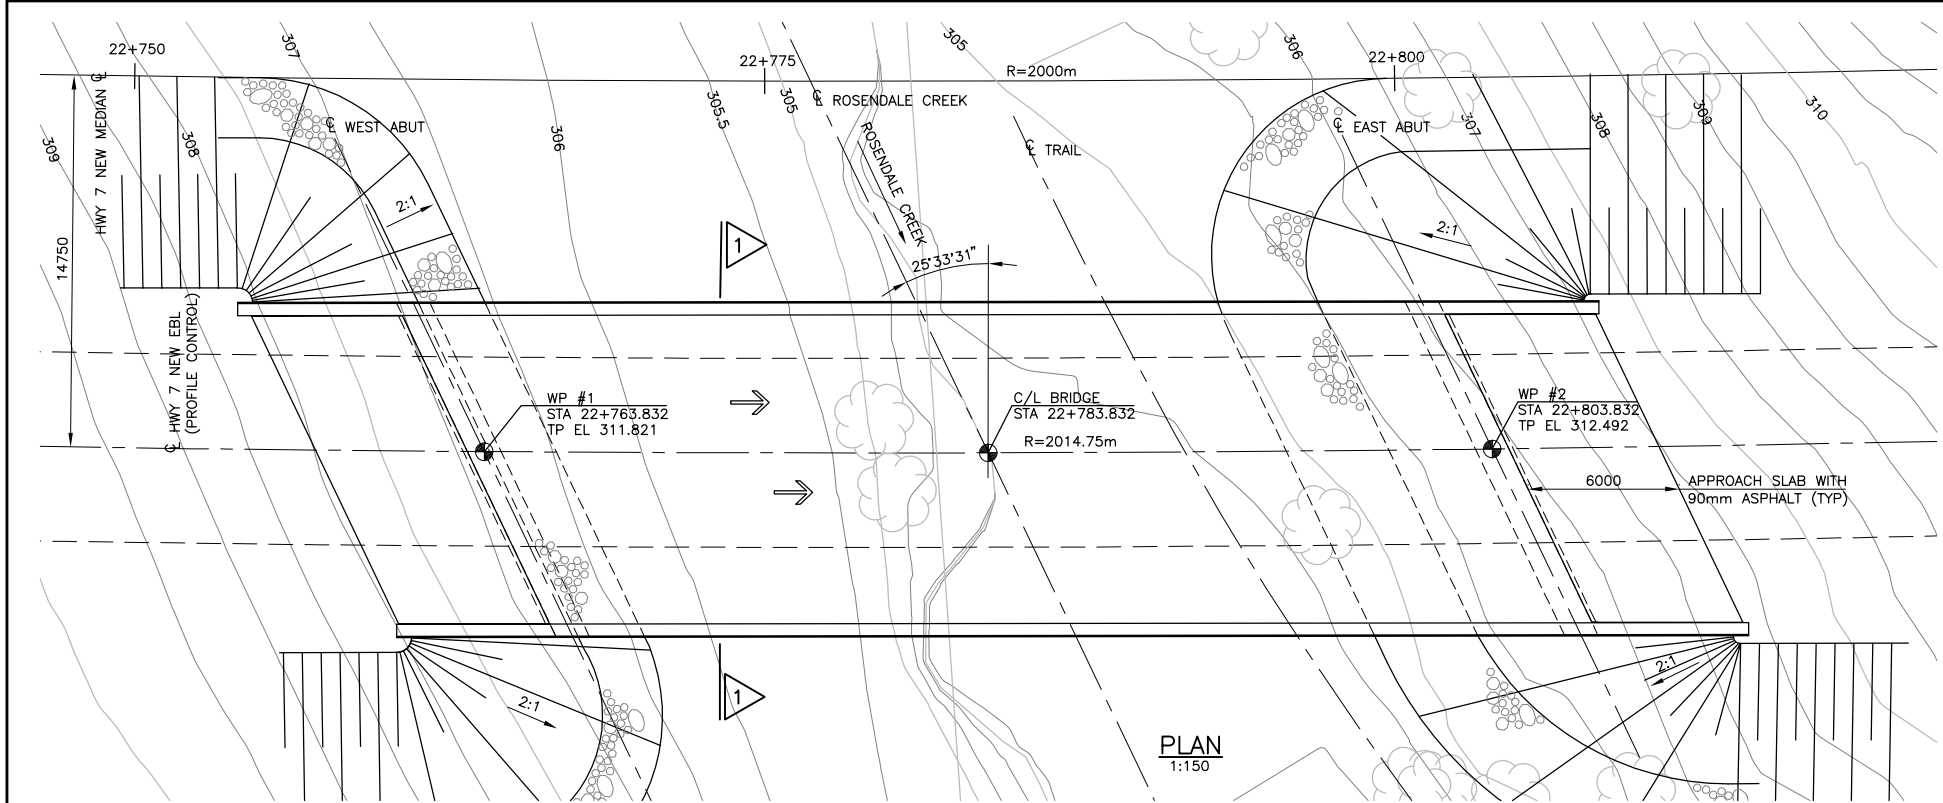 22+750
307
22+775
305
305
R=2000m
306
22+800
HWY 7 NEW MEDIAN ℄
309
308
℄ WEST ABUT
306
305.5
℄ ROSENDALE CREEK
ROSENDALE CREEK
℄ TRAIL
℄ EAST ABUT
307
308
309
310
14750
2:1
1
25°33'31"
2:1
℄ HWY 7 NEW EBL
(PROFILE CONTROL)
WP #1
STA 22+763.832
TP EL 311.821
C/L BRIDGE
STA 22+783.832
R=2014.75m
WP #2
STA 22+803.832
TP EL 312.492
6000
APPROACH SLAB WITH
90mm ASPHALT (TYP)
2:1
1
2:1
PLAN
1:150